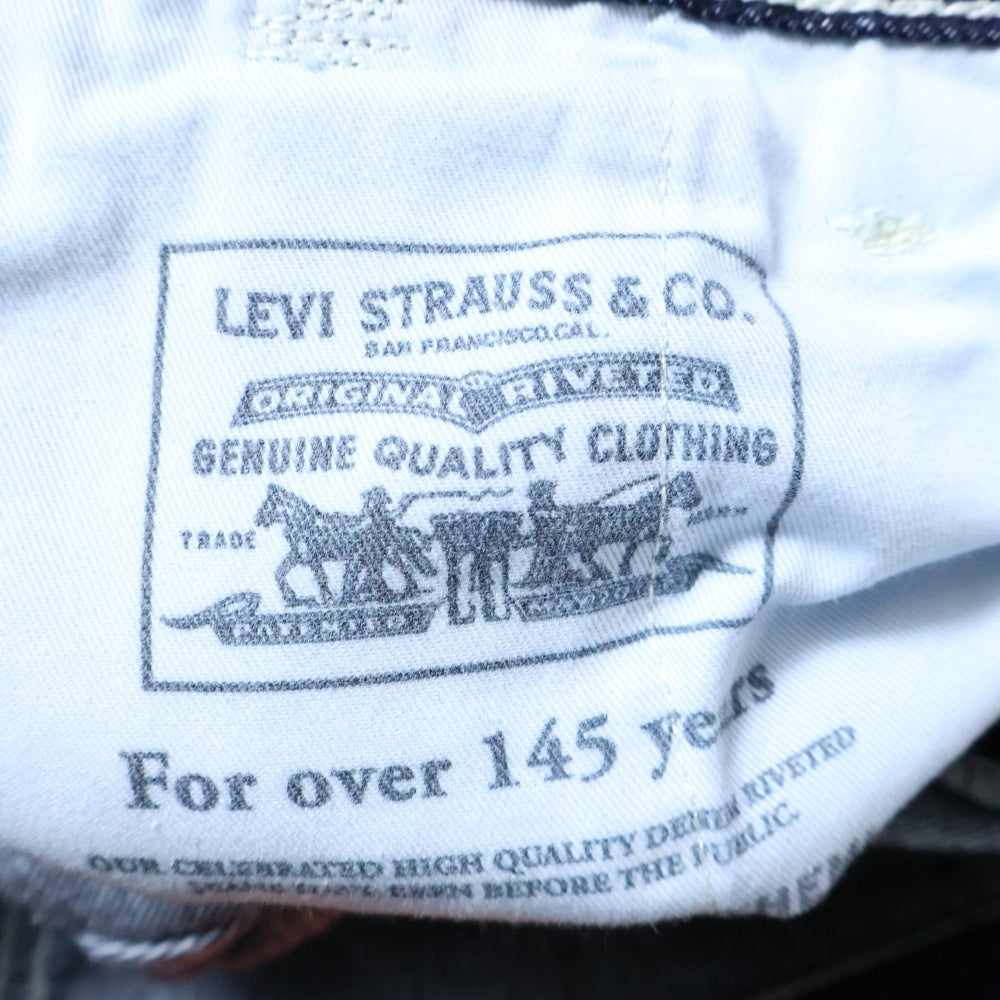 LEVI STRAUSS & CO.
SAN FRANCISCO,CAL.
ORIGINAL RIVETED
GENUINE QUALITY CLOTHING
TRADE
For over 145 years
OUR CELEBRATED HIGH QUALITY DENIM RIVETED
BEEN BEFORE THE PUBLIC.